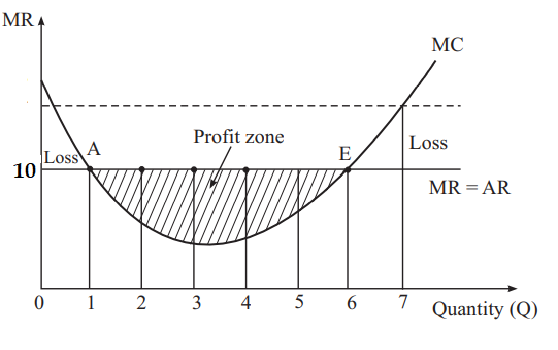 MR
MC
Profit zone
Loss A
E
Loss
10
MR = AR
0 1 2 3 4 5 6 7 Quantity (Q)